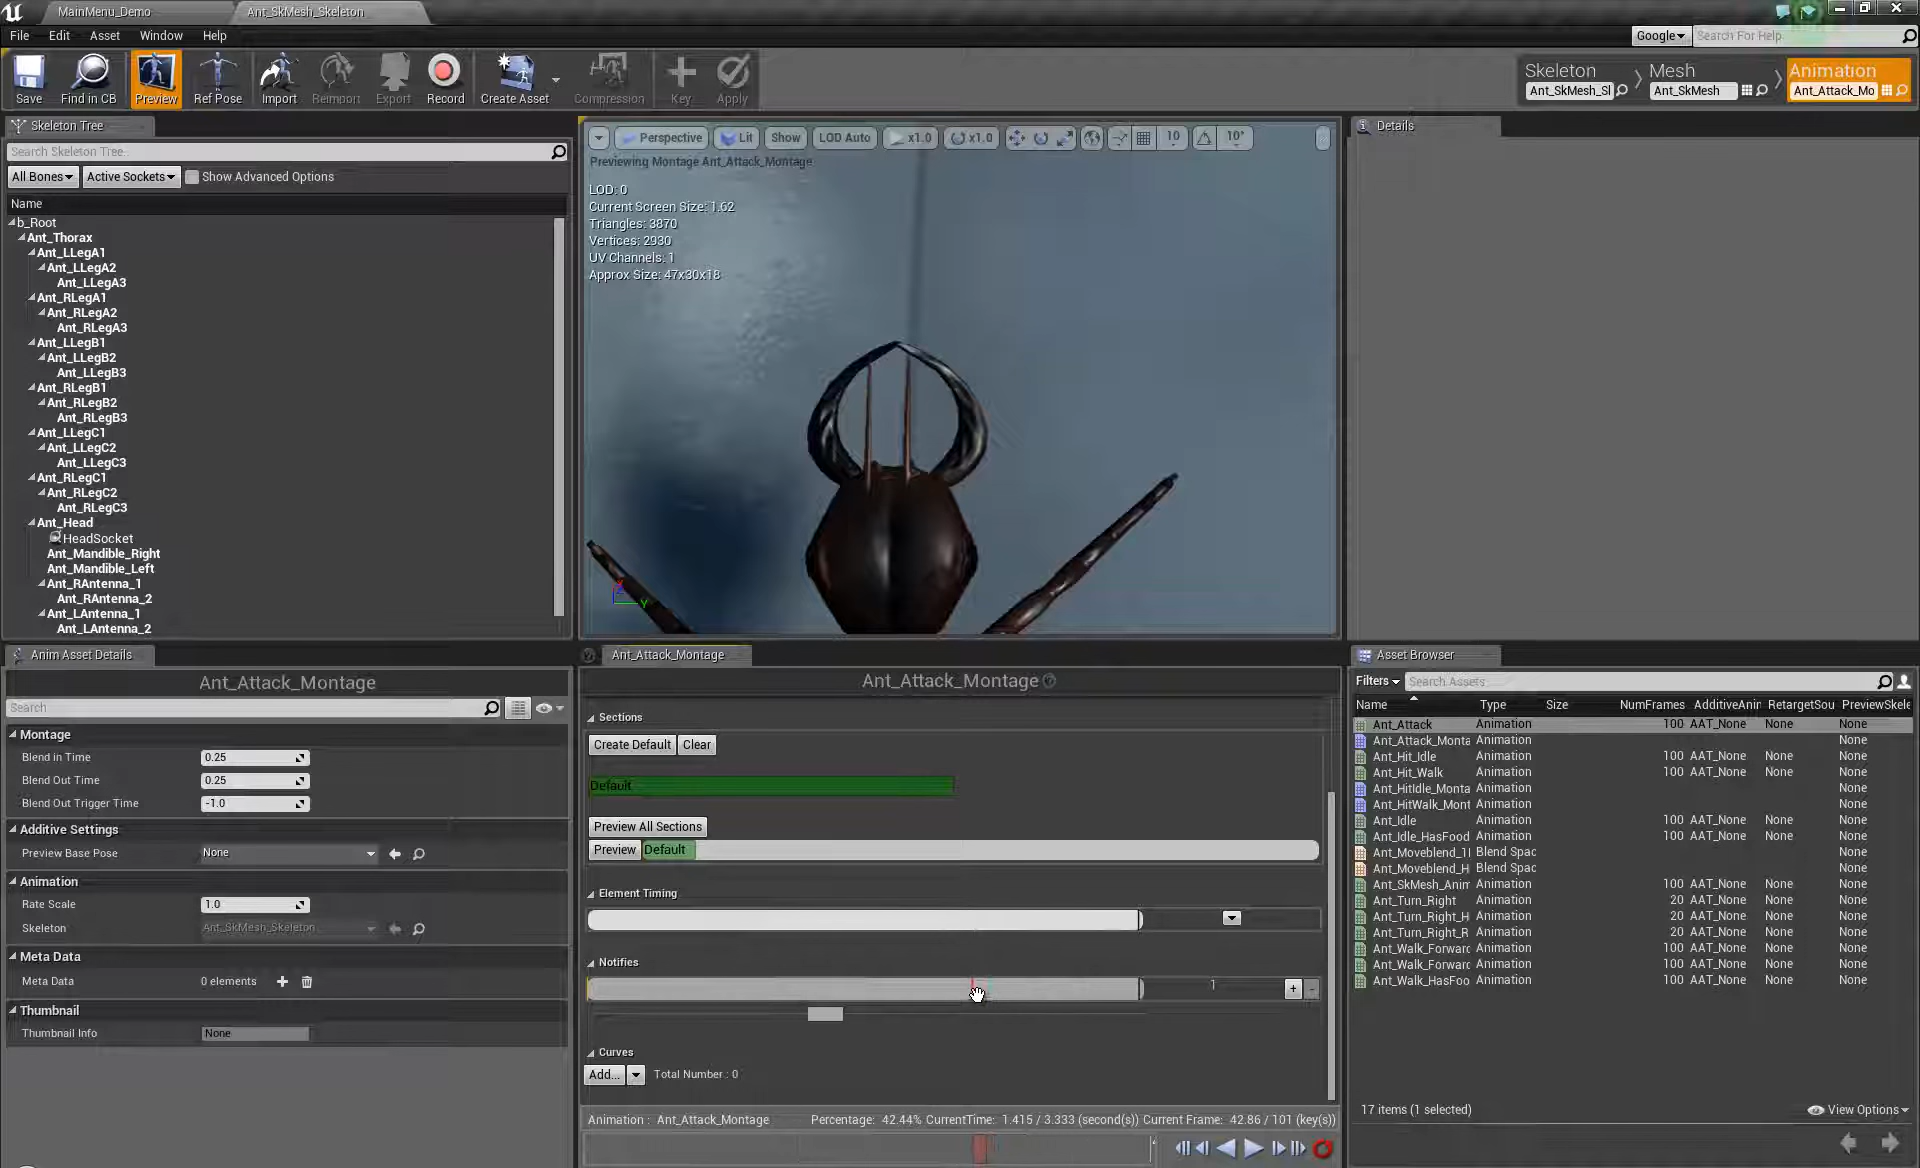 MainMenu_Demo
Ant_SkMesh_Skeleton
File Edit Asset Window Help
Google Search For Help
Save Find in CB Preview Ref Pose Import Reimport Export Record Create Asset Compression Key Apply
Skeleton Mesh Animation
Ant_SkMesh_Sl Ant_SkMesh Ant_Attack_Mo
Skeleton Tree
Search Skeleton Tree...
All Bones Active Sockets Show Advanced Options
Name
b_Root
Ant_Thorax
Ant_LLegA1
Ant_LLegA2
Ant_LLegA3
Ant_RLegA1
Ant_RLegA2
Ant_RLegA3
Ant_LLegB1
Ant_LLegB2
Ant_LLegB3
Ant_RLegB1
Ant_RLegB2
Ant_RLegB3
Ant_LLegC1
Ant_LLegC2
Ant_LLegC3
Ant_RLegC1
Ant_RLegC2
Ant_RLegC3
Ant_Head
HeadSocket
Ant_Mandible_Right
Ant_Mandible_Left
Ant_RAntenna_1
Ant_RAntenna_2
Ant_LAntenna_1
Ant_LAntenna_2
Perspective Lit Show LOD Auto x1.0 x1.0 10 10°
Previewing Montage Ant_Attack_Montage
LOD: 0
Current Screen Size: 1.62
Triangles: 3870
Vertices: 2930
UV Channels: 1
Approx Size: 47x30x18
Z
Y
Details
Anim Asset Details
Ant_Attack_Montage
Search
Montage
Blend in Time 0.25
Blend Out Time 0.25
Blend Out Trigger Time -1.0
Additive Settings
Preview Base Pose None
Animation
Rate Scale 1.0
Skeleton Ant_SkMesh_Skeleton
Meta Data
Meta Data 0 elements
Thumbnail
Thumbnail Info None
Ant_Attack_Montage
Ant_Attack_Montage
Sections
Create Default Clear
Default
Preview All Sections
Preview Default
Element Timing
Notifies
1 + -
Curves
Add... Total Number : 0
Animation : Ant_Attack_Montage Percentage: 42.44% CurrentTime: 1.415 / 3.333 (second(s)) Current Frame: 42.86 / 101 (key(s))
Asset Browser
Filters Search Assets
Name Type Size NumFrames AdditiveAnir RetargetSou PreviewSkele
Ant_Attack Animation 100 AAT_None None None
Ant_Attack_Monta Animation None
Ant_Hit_Idle Animation 100 AAT_None None None
Ant_Hit_Walk Animation 100 AAT_None None None
Ant_HitIdle_Monta Animation None
Ant_HitWalk_Mont Animation None
Ant_Idle Animation 100 AAT_None None None
Ant_Idle_HasFood Animation 100 AAT_None None None
Ant_Moveblend_1I Blend Spac None
Ant_Moveblend_H Blend Spac None
Ant_SkMesh_Anim Animation 100 AAT_None None None
Ant_Turn_Right Animation 20 AAT_None None None
Ant_Turn_Right_H Animation 20 AAT_None None None
Ant_Turn_Right_R Animation 20 AAT_None None None
Ant_Walk_Forwarc Animation 100 AAT_None None None
Ant_Walk_Forwarc Animation 100 AAT_None None None
Ant_Walk_HasFoo Animation 100 AAT_None None None
17 items (1 selected) View Options